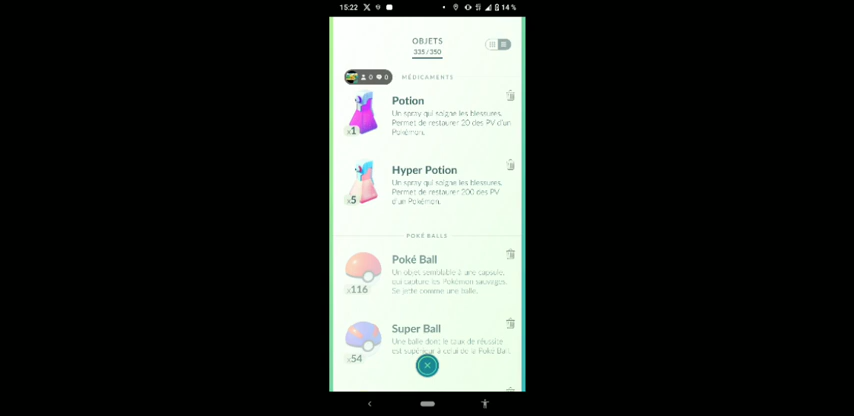 15:22
14 %
OBJETS
335 / 350
0 0
MÉDICAMENTS
Potion
Un spray qui soigne les blessures.
Permet de restaurer 20 des PV d'un
Pokémon.
x1
Hyper Potion
Un spray qui soigne les blessures.
Permet de restaurer 200 des PV
d'un Pokémon.
x5
POKÉ BALLS
Poké Ball
Un objet semblable à une capsule,
qui capture les Pokémon sauvages.
Se jette comme une balle.
x116
Super Ball
Une balle dont le taux de réussite
est supérieur à celui de la Poké Ball.
x54